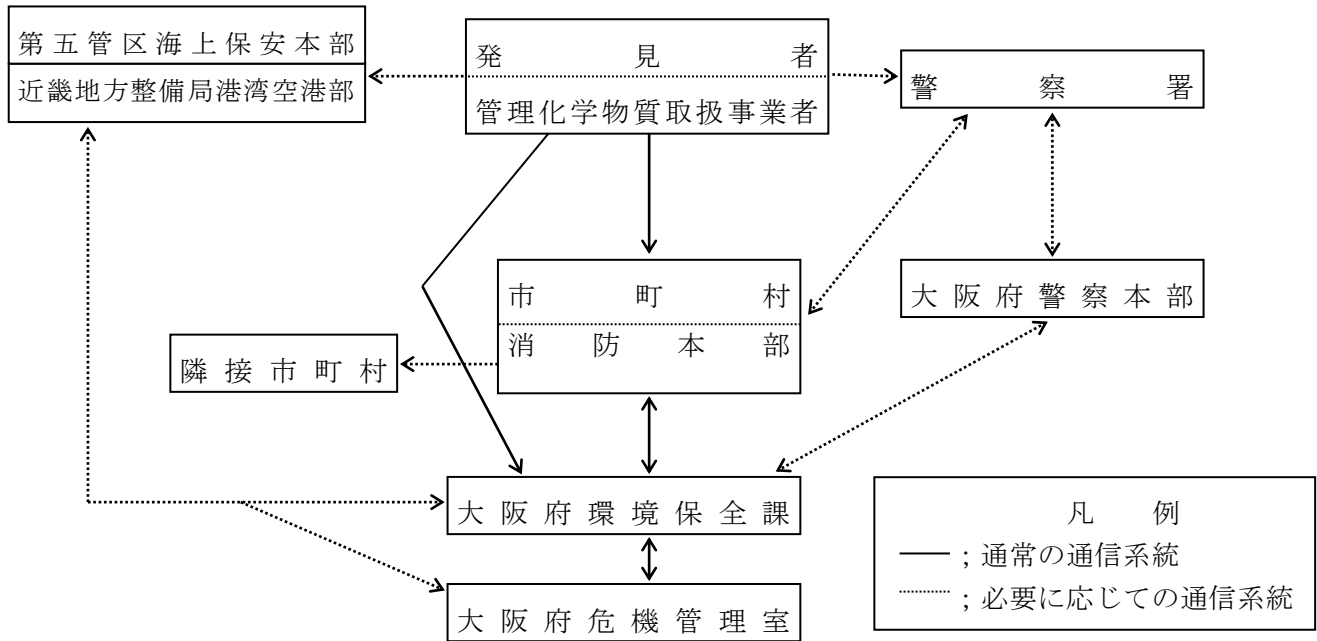 第五管区海上保安本部
近畿地方整備局港湾空港部
発見者
管理化学物質取扱事業者
警察署
市町村
消防本部
大阪府警察本部
隣接市町村
大阪府環境保全課
大阪府危機管理室
凡例
；通常の通信系統
；必要に応じての通信系統